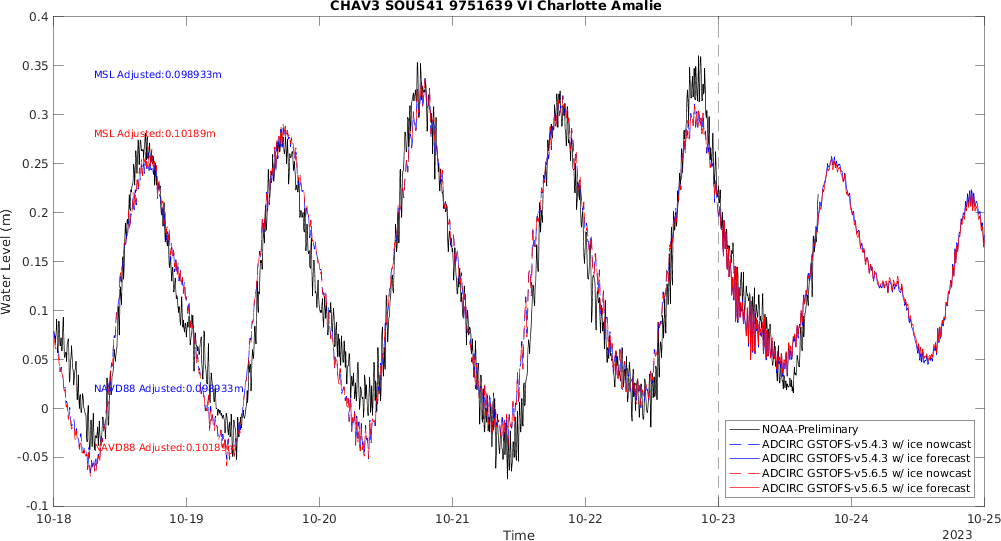 CHAV3 SOUS41 9751639 VI Charlotte Amalie
0.4
0.35
0.3
0.25
0.2
0.15
0.1
0.05
0
-0.05
-0.1
Water Level (m)
MSL Adjusted:0.098933m
MSL Adjusted:0.10189m
NAVD88 Adjusted:0.098933m
NAVD88 Adjusted:0.10189m
NOAA-Preliminary
ADCIRC GSTOFS-v5.4.3 w/ ice nowcast
ADCIRC GSTOFS-v5.4.3 w/ ice forecast
ADCIRC GSTOFS-v5.6.5 w/ ice nowcast
ADCIRC GSTOFS-v5.6.5 w/ ice forecast
10-18
10-19
10-20
10-21
10-22
10-23
10-24
10-25
Time
2023